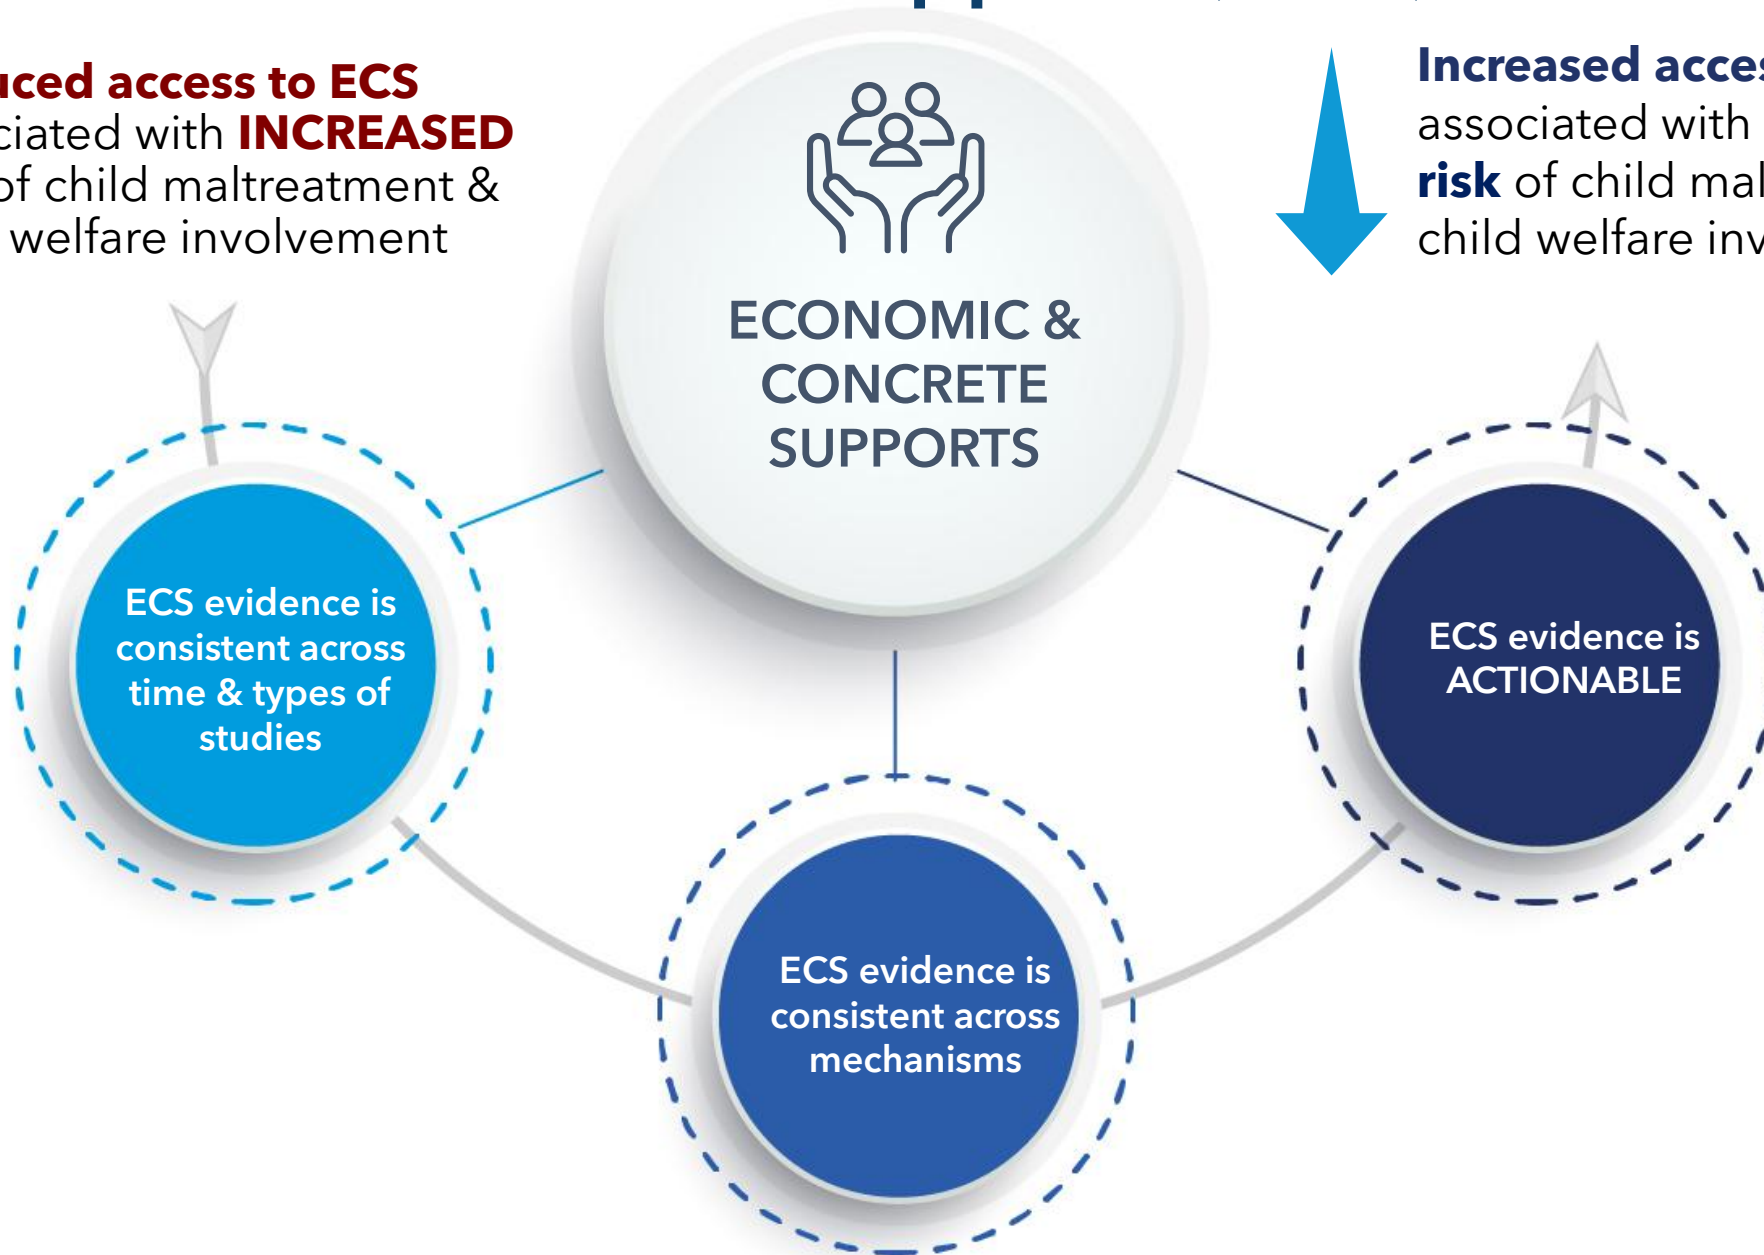 uced access to ECS
ciated with INCREASED
of child maltreatment &
welfare involvement
ECONOMIC &
CONCRETE
SUPPORTS
Increased acces
associated with
risk of child mal
child welfare inv
ECS evidence is
consistent across
time & types of
studies
ECS evidence is
consistent across
mechanisms
ECS evidence is
ACTIONABLE